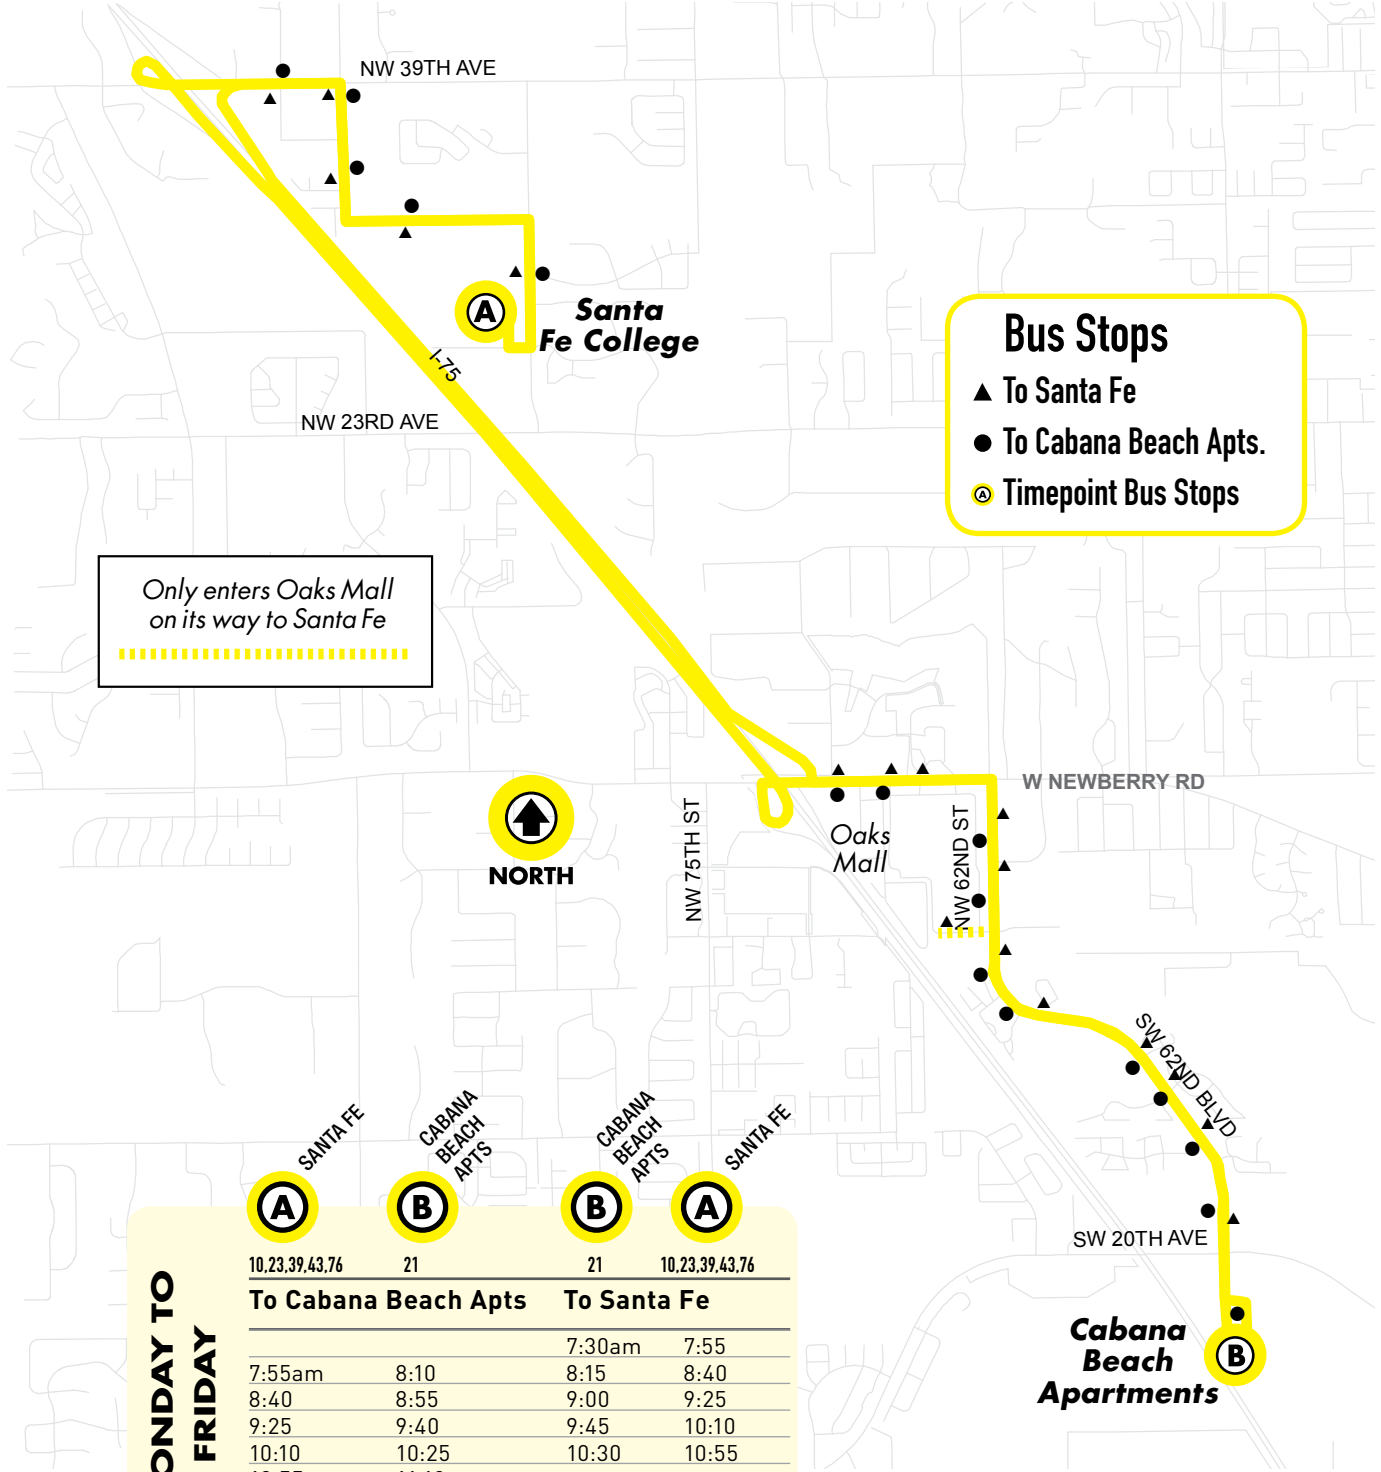 NW 39TH AVE
A
Santa
Fe College
I-75
NW 23RD AVE
Bus Stops
To Santa Fe
To Cabana Beach Apts.
A Timepoint Bus Stops
Only enters Oaks Mall
on its way to Santa Fe
W NEWBERRY RD
NORTH
NW 75TH ST
Oaks
Mall
NW 62ND ST
SW 62ND BLVD
SW 20TH AVE
Cabana
Beach
Apartments
B
SANTA FE
CABANA
BEACH
APTS
CABANA
BEACH
APTS
SANTA FE
A B B A
10,23,39,43,76 21 21 10,23,39,43,76
To Cabana Beach Apts To Santa Fe
7:30am 7:55
7:55am 8:10 8:15 8:40
8:40 8:55 9:00 9:25
9:25 9:40 9:45 10:10
10:10 10:25 10:30 10:55
ONDAY TO
FRIDAY